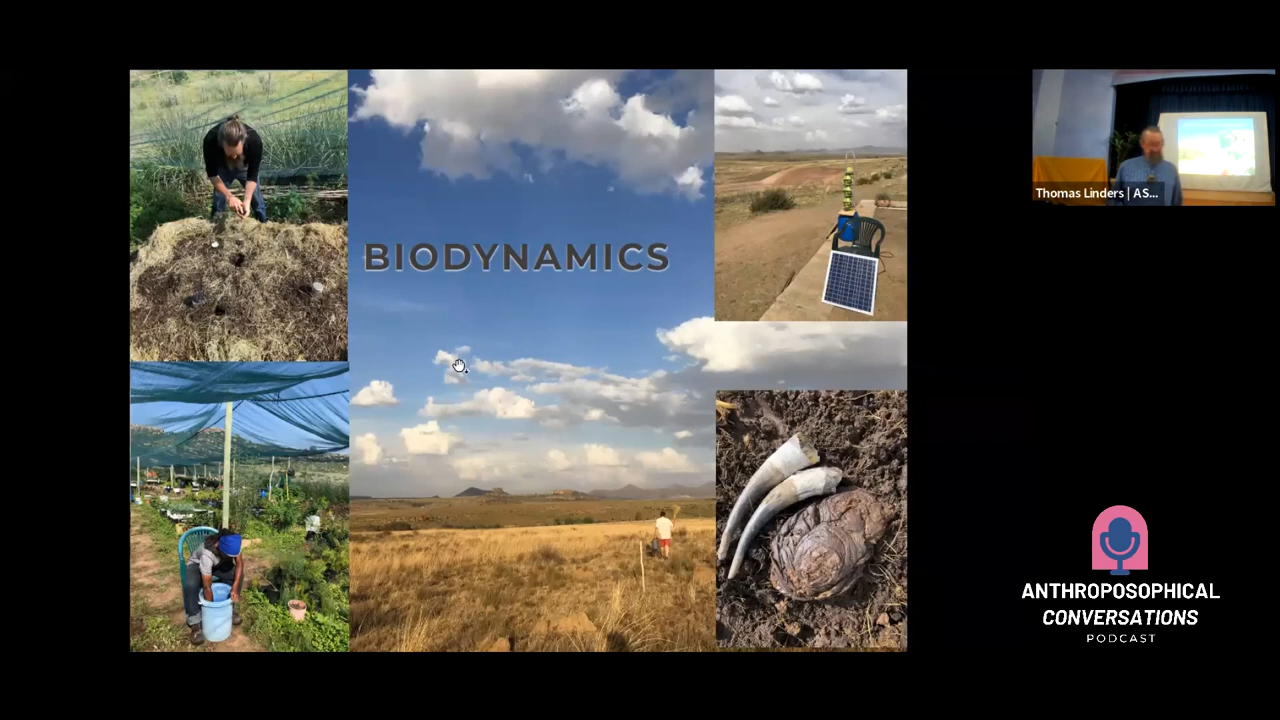 BIODYNAMICS
Thomas Linders | AS...
ANTHROPOSOPHICAL
CONVERSATIONS
PODCAST